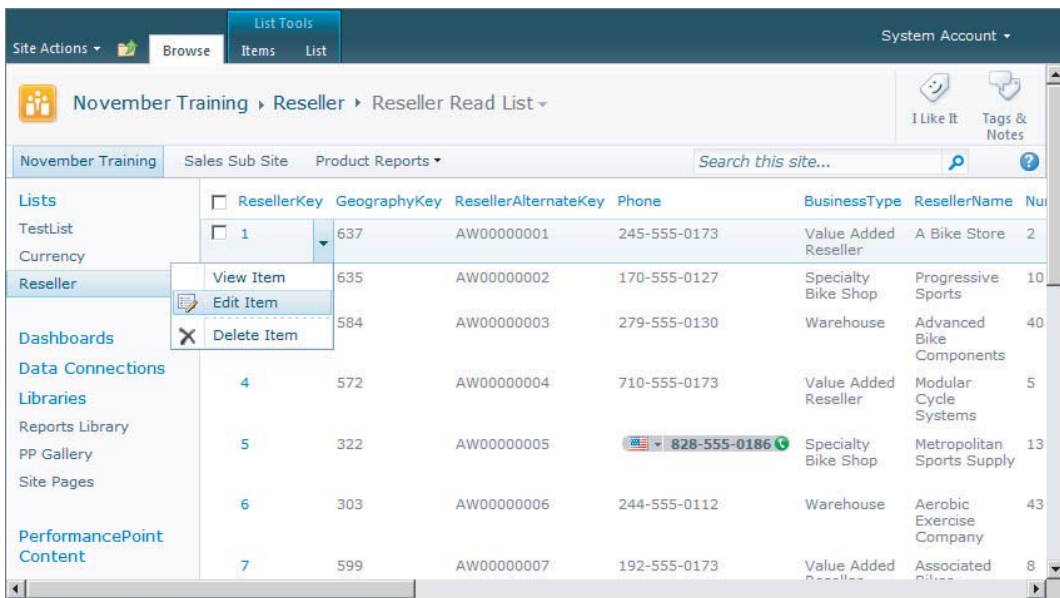 List Tools
Site Actions Browse Items List System Account
November Training Reseller Reseller Read List
I Like It Tags & Notes
November Training Sales Sub Site Product Reports Search this site...
Lists
TestList
Currency
Reseller
Dashboards
Data Connections
Libraries
Reports Library
PP Gallery
Site Pages
PerformancePoint
Content
ResellerKey GeographyKey ResellerAlternateKey Phone BusinessType ResellerName
1 637 AW00000001 245-555-0173 Value Added A Bike Store 2
Reseller
View Item
Edit Item
Delete Item
635 AW00000002 170-555-0127 Specialty Progressive 10
Bike Shop Sports
584 AW00000003 279-555-0130 Warehouse Advanced 40
Bike
Components
4 572 AW00000004 710-555-0173 Value Added Modular 5
Reseller Cycle
Systems
5 322 AW00000005 828-555-0186 Specialty Metropolitan 13
Bike Shop Sports Supply
6 303 AW00000006 244-555-0112 Warehouse Aerobic 43
Exercise
Company
7 599 AW00000007 192-555-0173 Value Added Associated 8